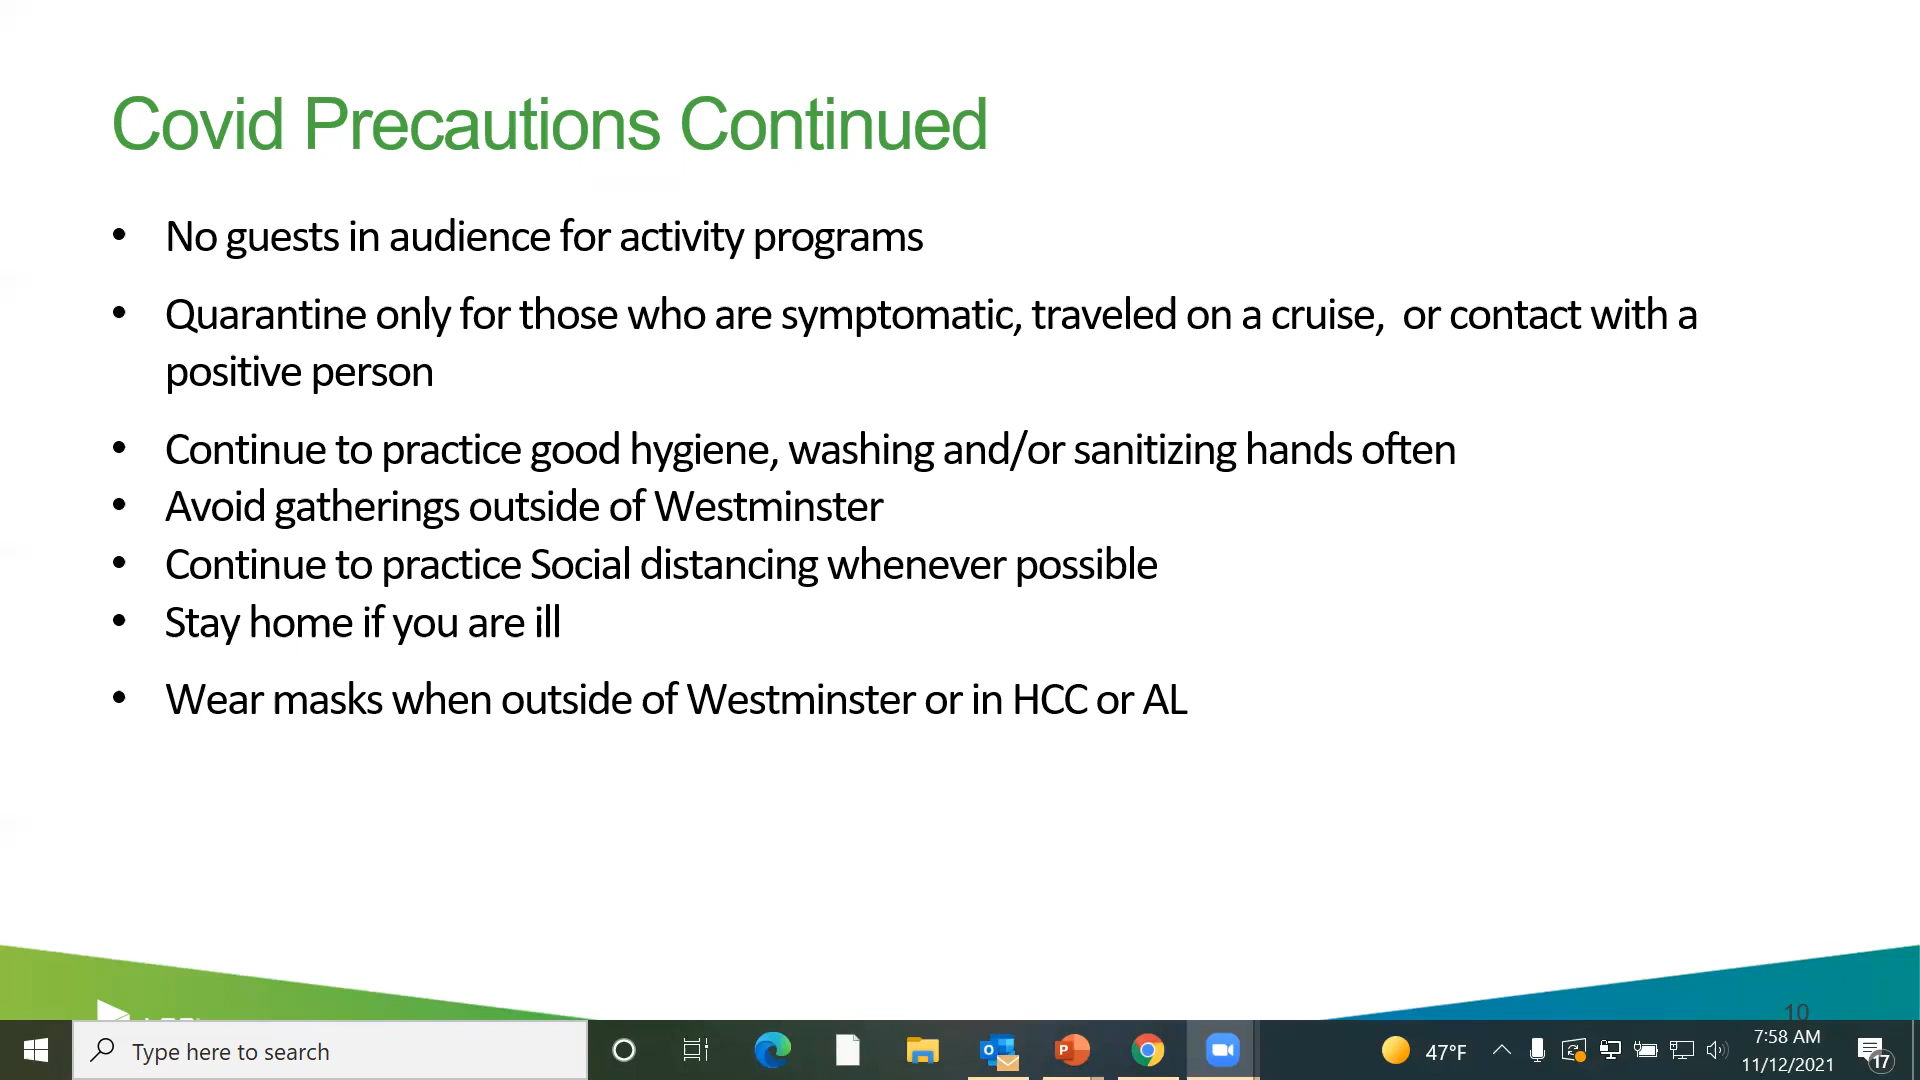 Covid Precautions Continued
• No guests in audience for activity programs
• Quarantine only for those who are symptomatic, traveled on a cruise,  or contact with a
positive person
• Continue to practice good hygiene, washing and/or sanitizing hands often
• Avoid gatherings outside of Westminster
• Continue to practice Social distancing whenever possible
• Stay home if you are ill
• Wear masks when outside of Westminster or in HCC or AL
10
Type here to search
47°F
7:58 AM
11/12/2021
17